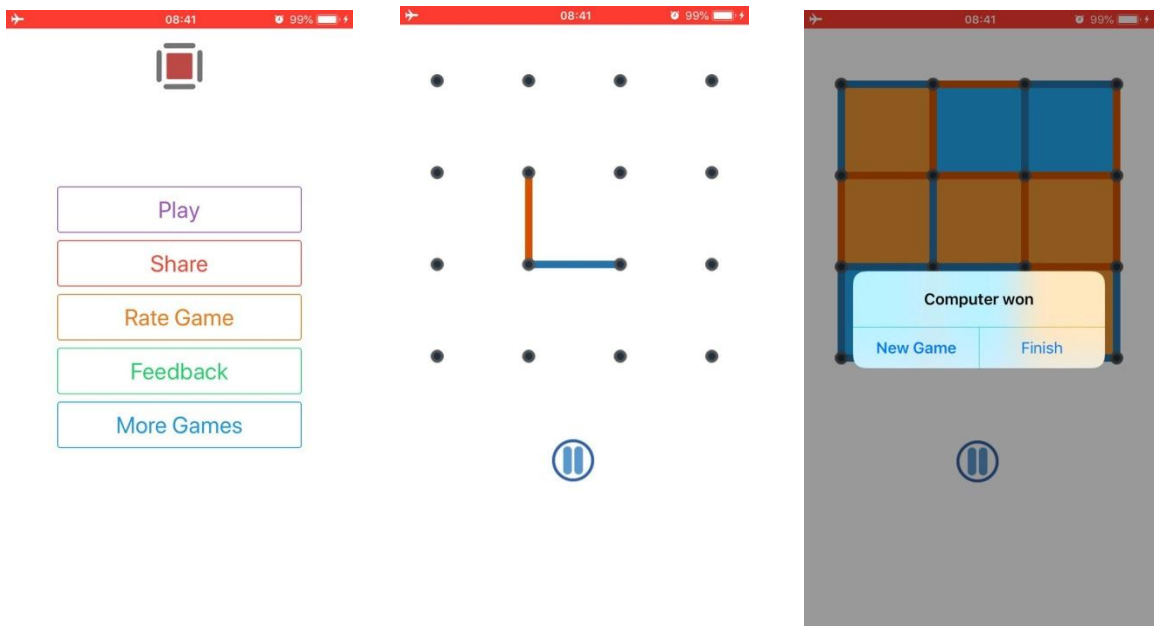 08:41 99%
Play
Share
Rate Game
Feedback
More Games
08:41 99%
08:41 99%
Computer won
New Game Finish